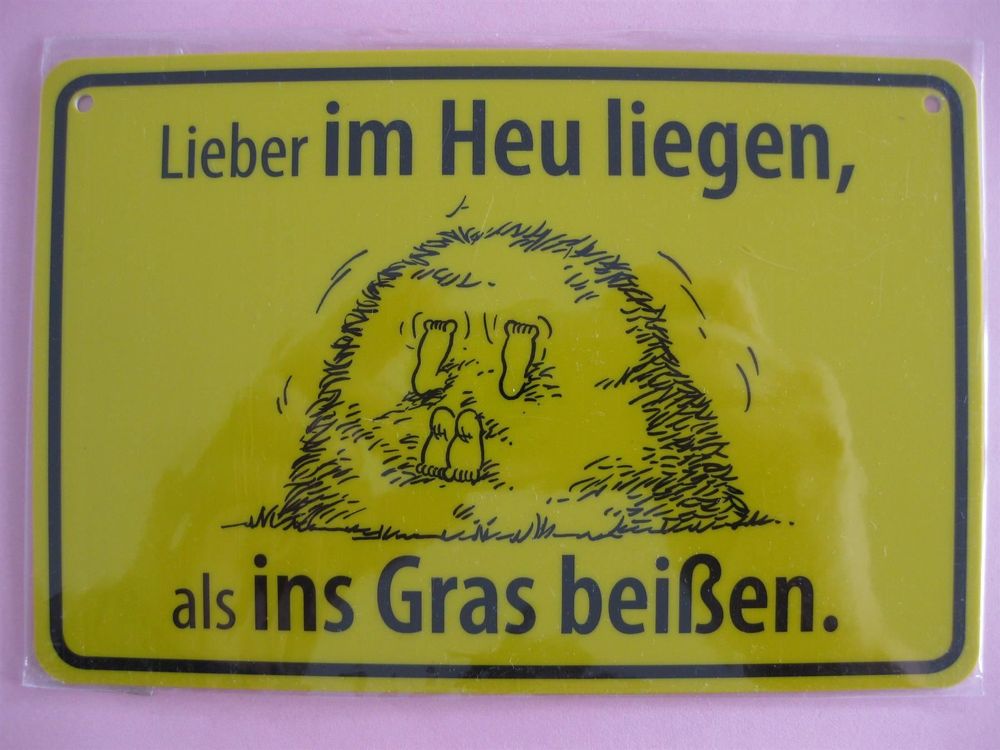 Lieber im Heu liegen,
als ins Gras beißen.